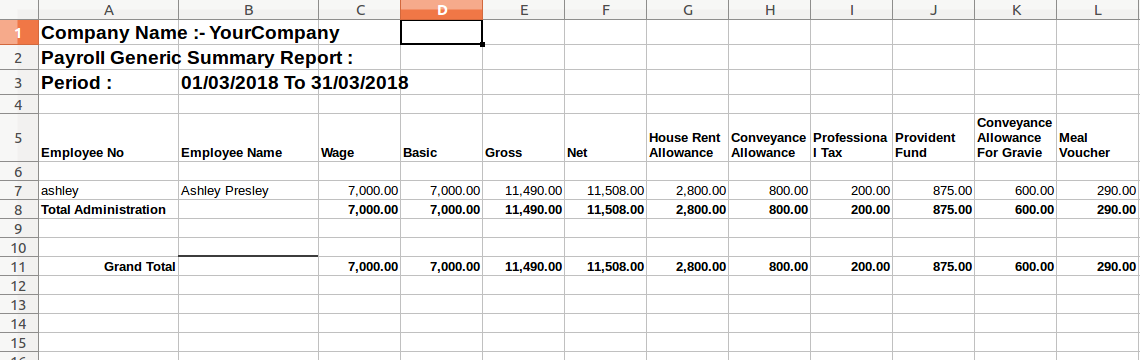 A B C D E F G H I J K L
1 Company Name :- YourCompany
2 Payroll Generic Summary Report :
3 Period : 01/03/2018 To 31/03/2018
4
Conveyance
5 House Rent Conveyance Professiona Provident Allowance Meal
Employee No Employee Name Wage Basic Gross Net Allowance Allowance l Tax Fund For Gravie Voucher
6
7 ashley Ashley Presley 7,000.00 7,000.00 11,490.00 11,508.00 2,800.00 800.00 200.00 875.00 600.00 290.00
8 Total Administration 7,000.00 7,000.00 11,490.00 11,508.00 2,800.00 800.00 200.00 875.00 600.00 290.00
9
10
11 Grand Total 7,000.00 7,000.00 11,490.00 11,508.00 2,800.00 800.00 200.00 875.00 600.00 290.00
12
13
14
15